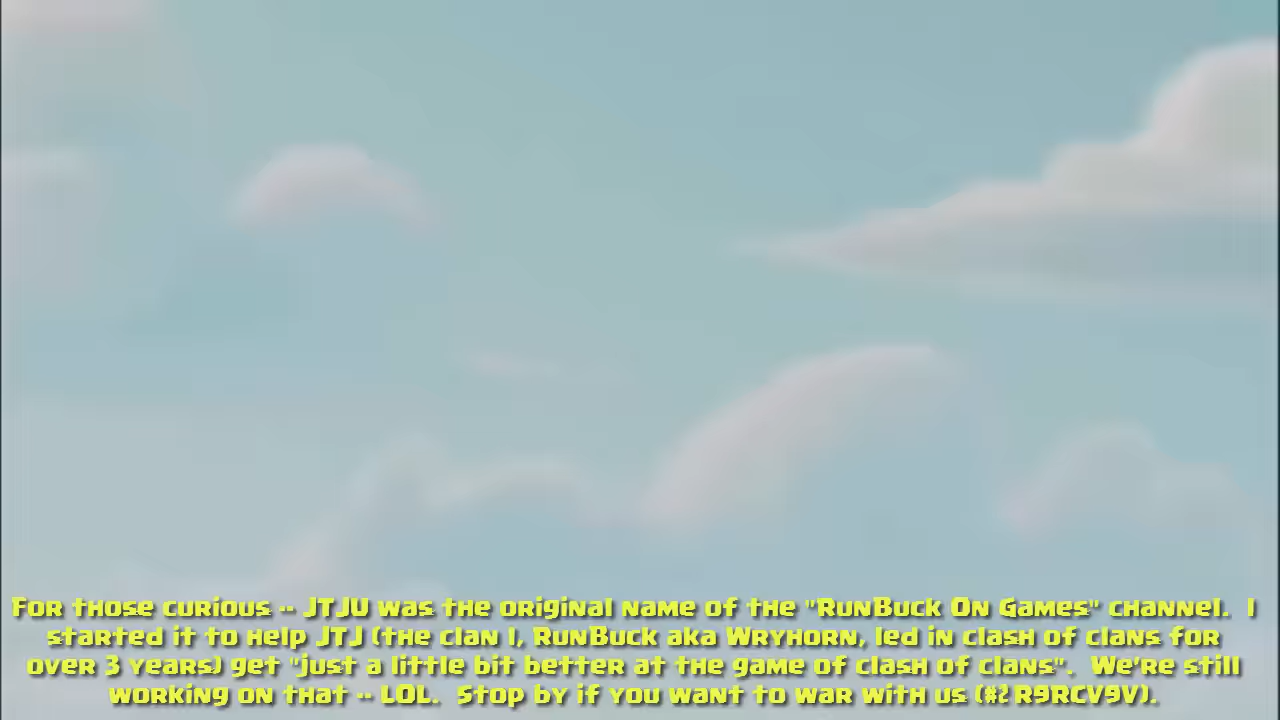 For those curious -- JTJU was the original name of the "RunBuck On Games" channel.  I
started it to help JTJ (the clan I, RunBuck aka Wryhorn, led in clash of clans for
over 3 years) get "just a little bit better at the game of clash of clans".  We're still
working on that -- LOL.  Stop by if you want to war with us (#2R9RCV9V).